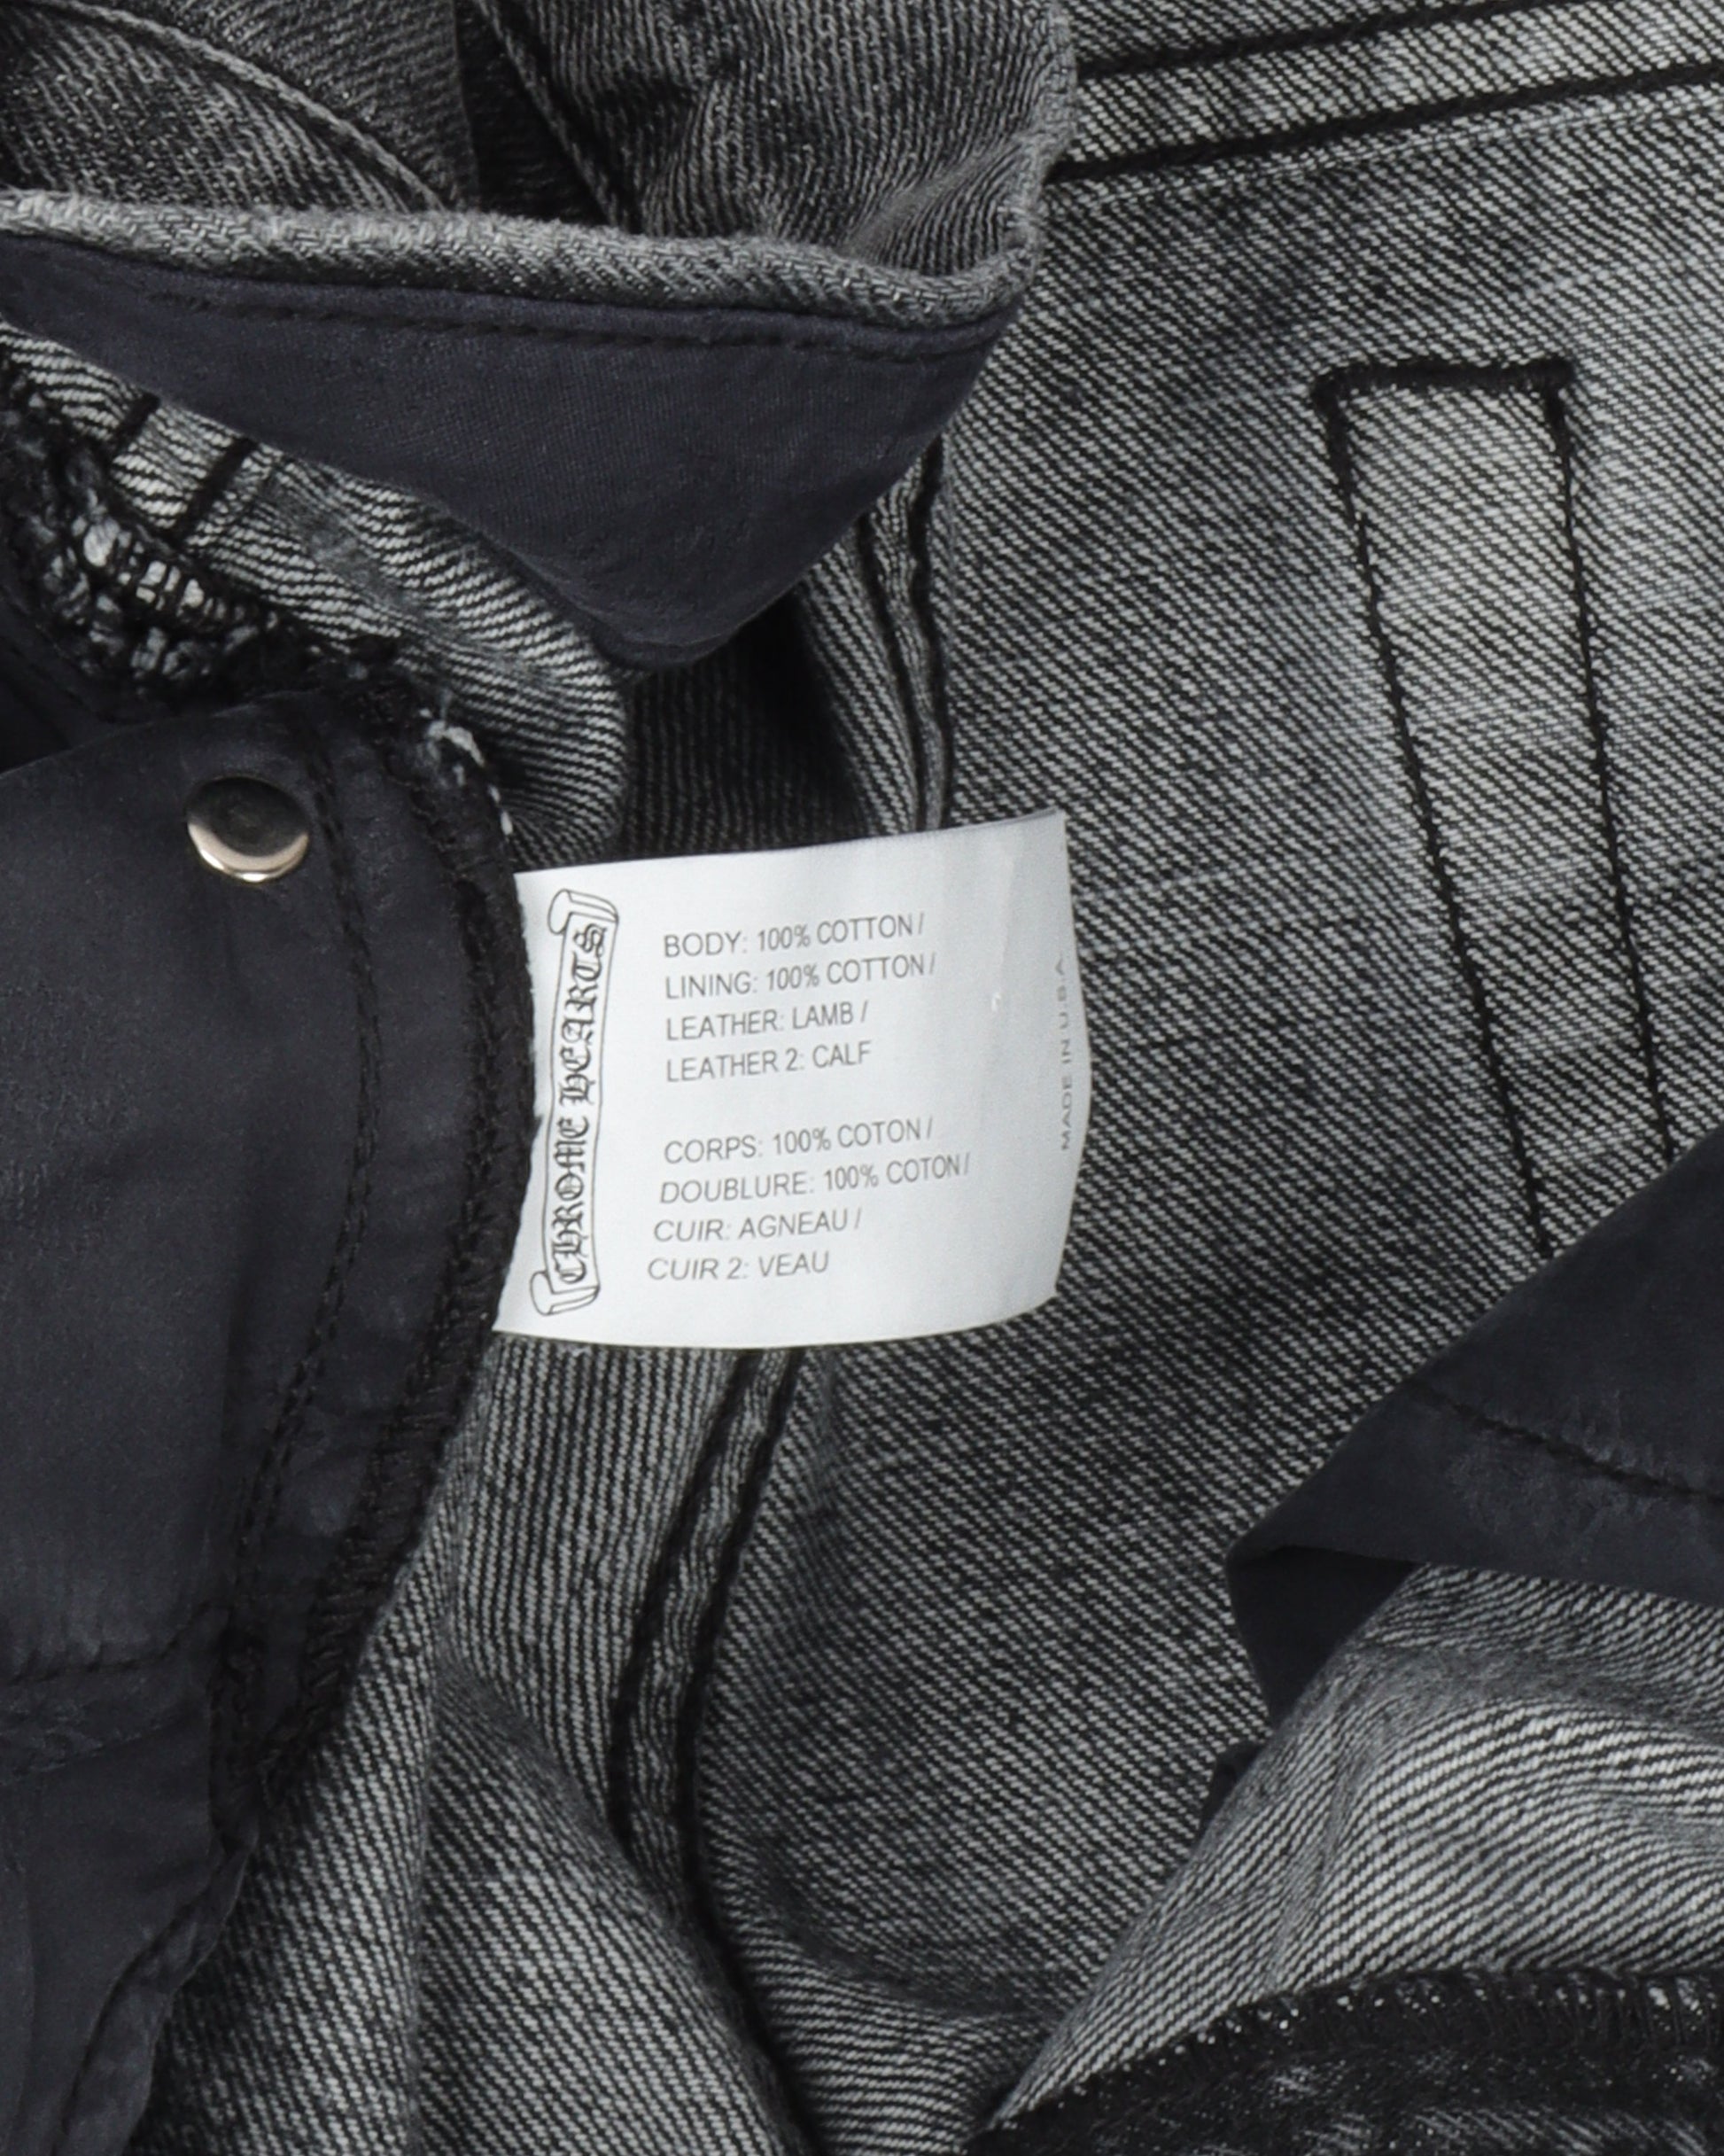 CHROME HEARTS
BODY: 100% COTTON /
LINING: 100% COTTON /
LEATHER: LAMB /
LEATHER 2: CALF
CORPS: 100% COTON /
DOUBLURE: 100% COTON /
CUIR: AGNEAU /
CUIR 2: VEAU
MADE IN U.S.A.